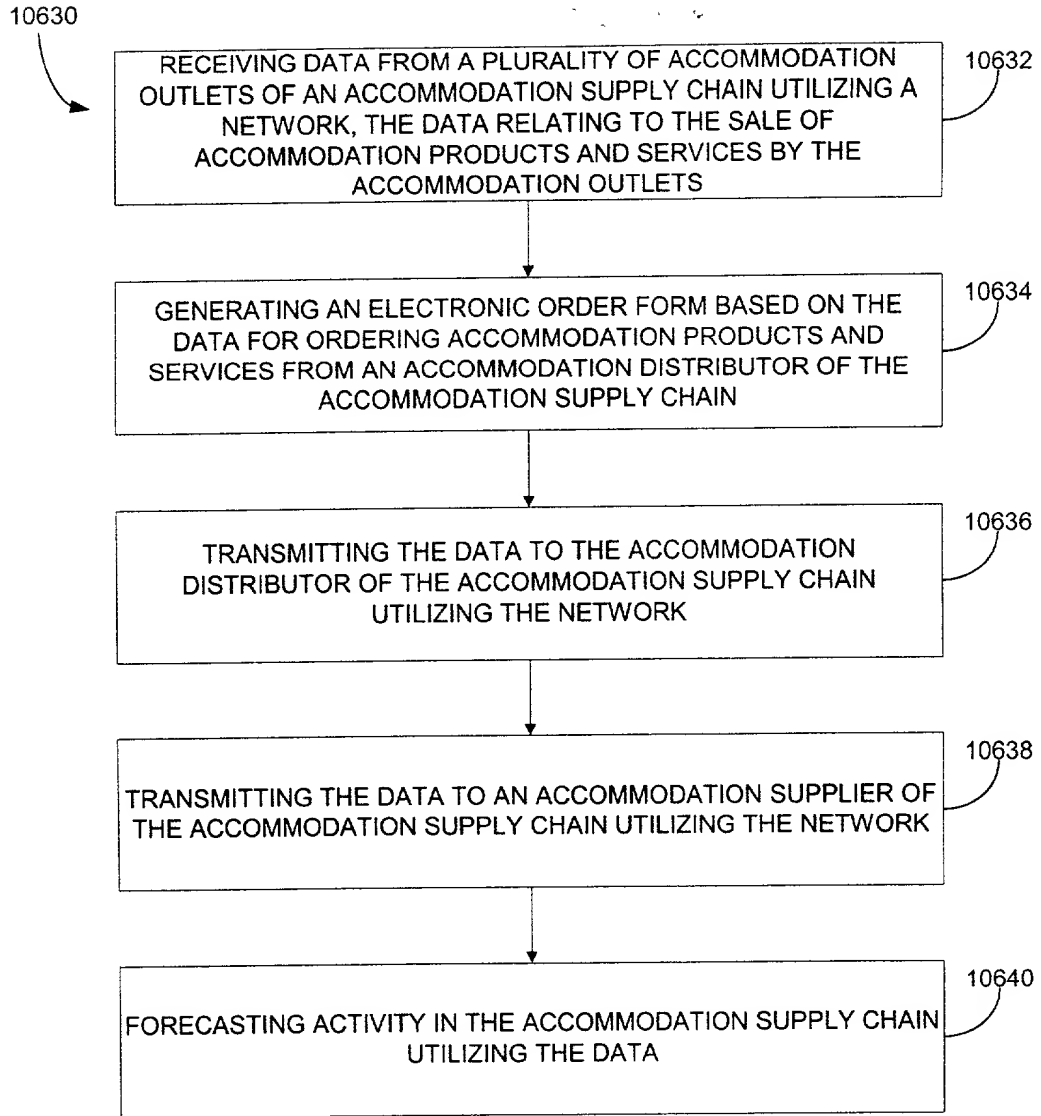 10630
RECEIVING DATA FROM A PLURALITY OF ACCOMMODATION
OUTLETS OF AN ACCOMMODATION SUPPLY CHAIN UTILIZING A
NETWORK, THE DATA RELATING TO THE SALE OF
ACCOMMODATION PRODUCTS AND SERVICES BY THE
ACCOMMODATION OUTLETS
10632
GENERATING AN ELECTRONIC ORDER FORM BASED ON THE
DATA FOR ORDERING ACCOMMODATION PRODUCTS AND
SERVICES FROM AN ACCOMMODATION DISTRIBUTOR OF THE
ACCOMMODATION SUPPLY CHAIN
10634
TRANSMITTING THE DATA TO THE ACCOMMODATION
DISTRIBUTOR OF THE ACCOMMODATION SUPPLY CHAIN
UTILIZING THE NETWORK
10636
TRANSMITTING THE DATA TO AN ACCOMMODATION SUPPLIER OF
THE ACCOMMODATION SUPPLY CHAIN UTILIZING THE NETWORK
10638
FORECASTING ACTIVITY IN THE ACCOMMODATION SUPPLY CHAIN
UTILIZING THE DATA
10640